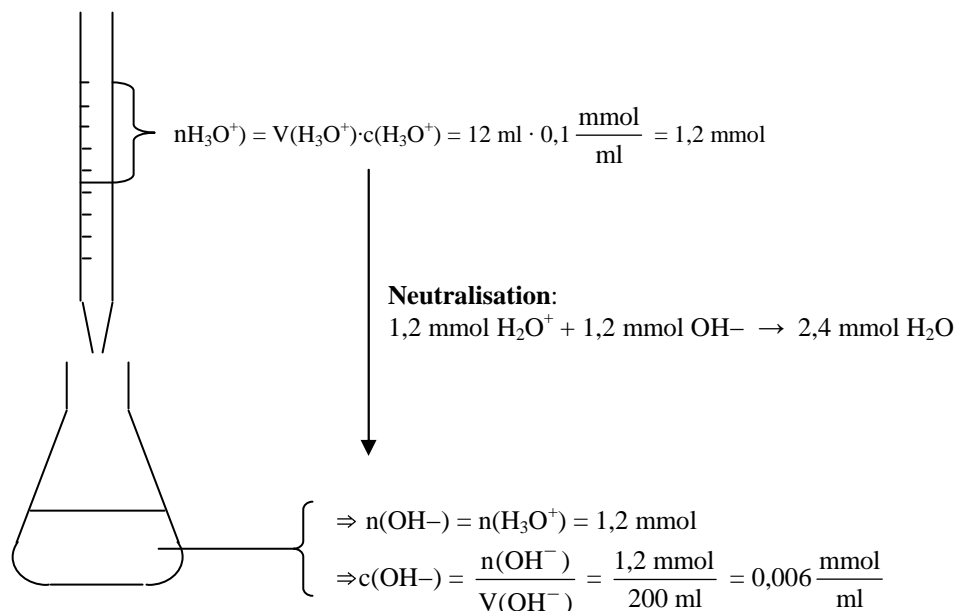 nH₃O⁺) = V(H₃O⁺)·c(H₃O⁺) = 12 ml · 0,1 mmol/ml = 1,2 mmol
Neutralisation:
1,2 mmol H₂O⁺ + 1,2 mmol OH– → 2,4 mmol H₂O
⇒ n(OH–) = n(H₃O⁺) = 1,2 mmol
⇒c(OH–) = n(OH⁻)/V(OH⁻) = 1,2 mmol/200 ml = 0,006 mmol/ml